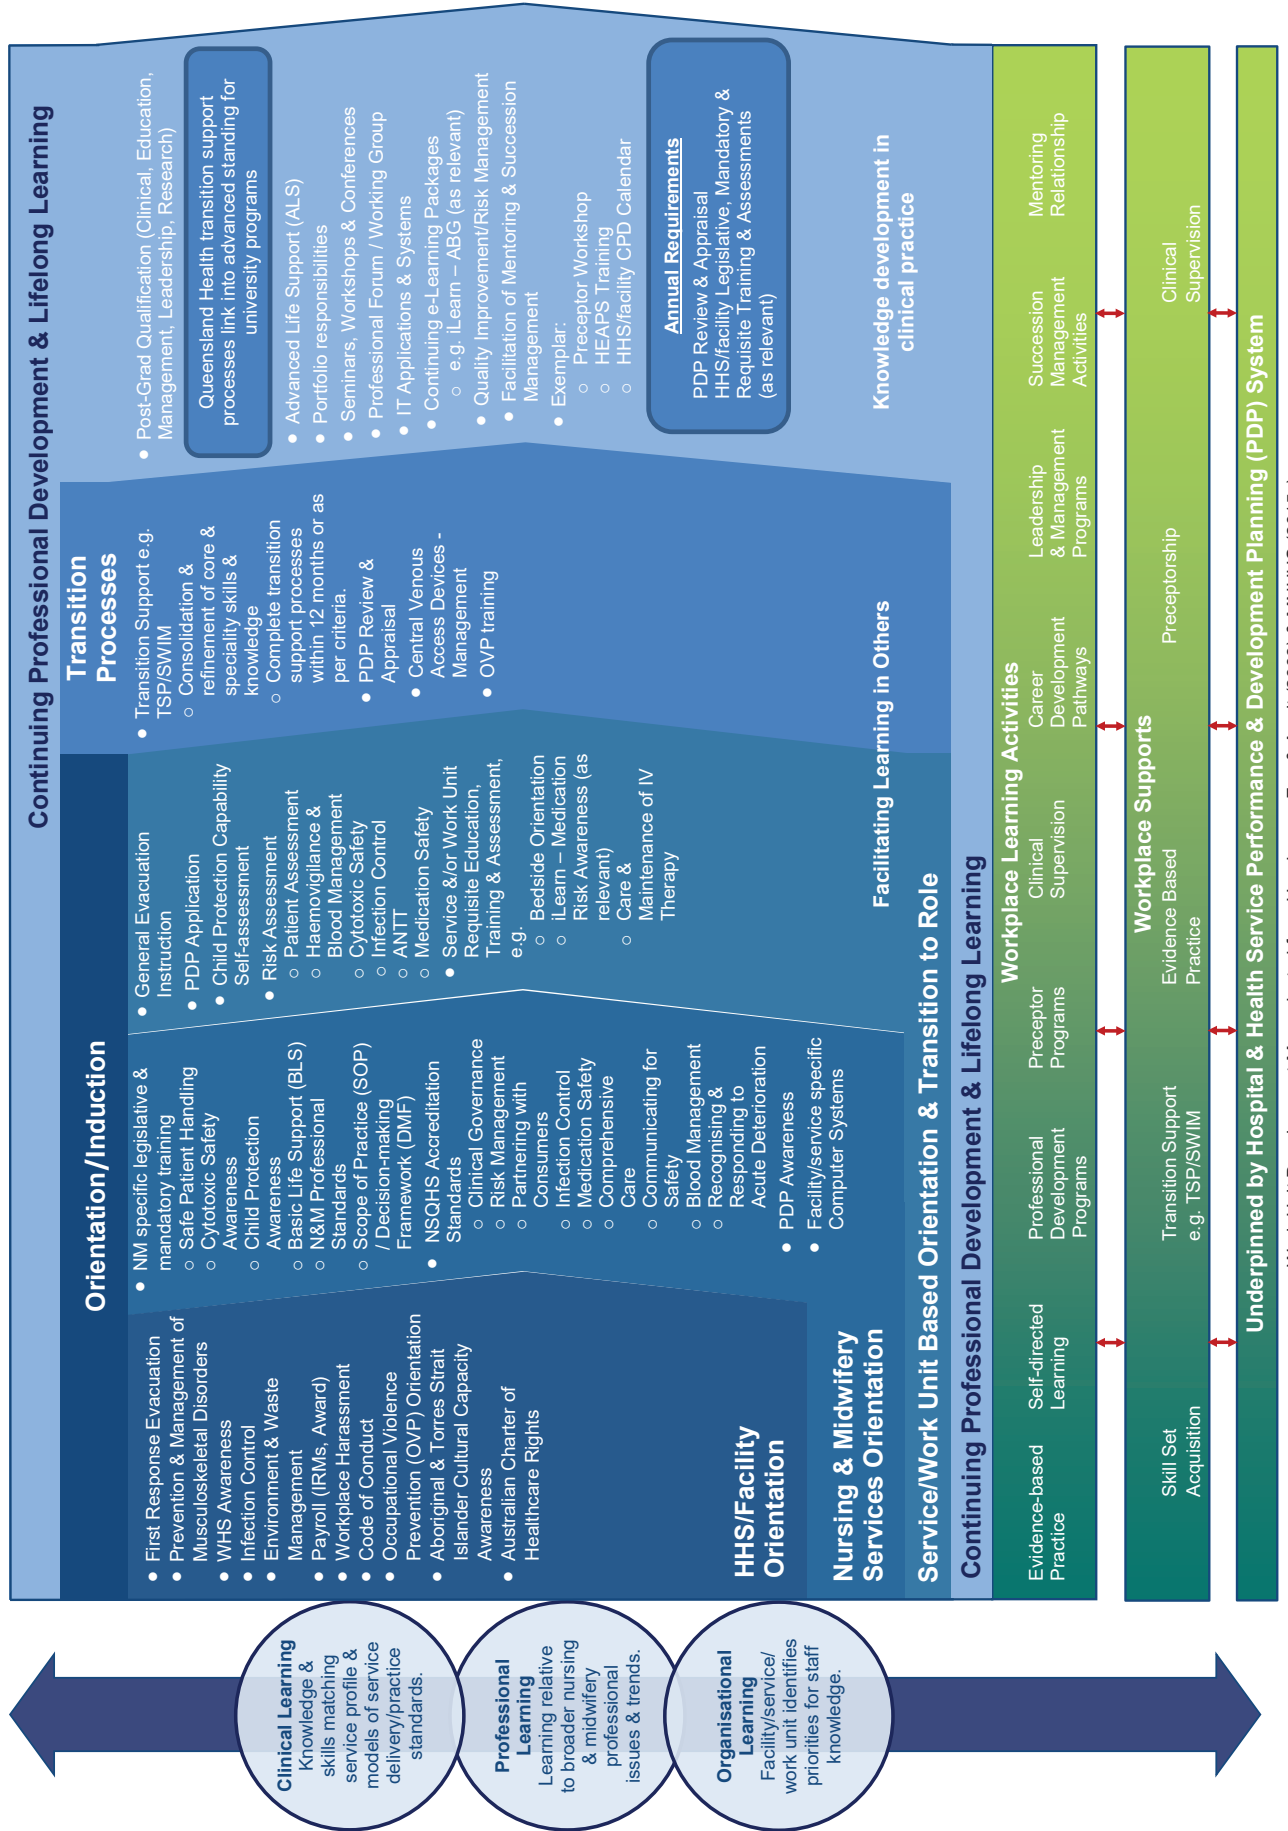 Continuing Professional Development & Lifelong Learning
Clinical Learning
Knowledge &
skills matching
service profile &
models of service
delivery/practice
standards.
Professional
Learning
Learning relative
to broader nursing
& midwifery
professional
issues & trends.
Organisational
Learning
Facility/service/
work unit identifies
priorities for staff
knowledge.
Orientation/Induction
● First Response Evacuation
● Prevention & Management of
Musculoskeletal Disorders
● WHS Awareness
● Infection Control
● Environment & Waste
Management
● Payroll (IRMs, Award)
● Workplace Harassment
● Code of Conduct
● Occupational Violence
Prevention (OVP) Orientation
● Aboriginal & Torres Strait
Islander Cultural Capacity
Awareness
● Australian Charter of
Healthcare Rights
HHS/Facility
Orientation
● NM specific legislative &
mandatory training
○ Safe Patient Handling
○ Cytotoxic Safety
Awareness
○ Child Protection
Awareness
○ Basic Life Support (BLS)
○ N&M Professional
Standards
○ Scope of Practice (SOP)
/ Decision-making
Framework (DMF)
● NSQHS Accreditation
Standards
○ Clinical Governance
○ Risk Management
○ Partnering with
Consumers
○ Infection Control
○ Medication Safety
○ Comprehensive
Care
○ Communicating for
Safety
○ Blood Management
○ Recognising &
Responding to
Acute Deterioration
● PDP Awareness
● Facility/service specific
Computer Systems
Nursing & Midwifery
Services Orientation
● General Evacuation
Instruction
● PDP Application
● Child Protection Capability
Self-assessment
● Risk Assessment
○ Patient Assessment
○ Haemovigilance &
Blood Management
○ Cytotoxic Safety
○ Infection Control
○ ANTT
○ Medication Safety
● Service &/or Work Unit
Requisite Education,
Training & Assessment,
e.g.
○ Bedside Orientation
○ iLearn – Medication
Risk Awareness (as
relevant)
○ Care &
Maintenance of IV
Therapy
Service/Work Unit Based Orientation & Transition to Role
Transition
Processes
● Transition Support e.g.
TSP/SWIM
○ Consolidation &
refinement of core &
speciality skills &
knowledge
○ Complete transition
support processes
within 12 months or as
per criteria.
● PDP Review &
Appraisal
● Central Venous
Access Devices -
Management
● OVP training
Facilitating Learning in Others
● Post-Grad Qualification (Clinical, Education,
Management, Leadership, Research)
Queensland Health transition support
processes link into advanced standing for
university programs
● Advanced Life Support (ALS)
● Portfolio responsibilities
● Seminars, Workshops & Conferences
● Professional Forum / Working Group
● IT Applications & Systems
● Continuing e-Learning Packages
○ e.g. iLearn – ABG (as relevant)
● Quality Improvement/Risk Management
● Facilitation of Mentoring & Succession
Management
● Exemplar:
○ Preceptor Workshop
○ HEAPS Training
○ HHS/facility CPD Calendar
Annual Requirements
PDP Review & Appraisal
HHS/facility Legislative, Mandatory &
Requisite Training & Assessments
(as relevant)
Knowledge development in
clinical practice
Continuing Professional Development & Lifelong Learning
Workplace Learning Activities
Evidence-based
Practice
Self-directed
Learning
Professional
Development
Programs
Preceptor
Programs
Clinical
Supervision
Career
Development
Pathways
Leadership
& Management
Programs
Succession
Management
Activities
Mentoring
Relationship
Workplace Supports
Skill Set
Acquisition
Transition Support
e.g. TSP/SWIM
Evidence Based
Practice
Preceptorship
Clinical
Supervision
Underpinned by Hospital & Health Service Performance & Development Planning (PDP) System